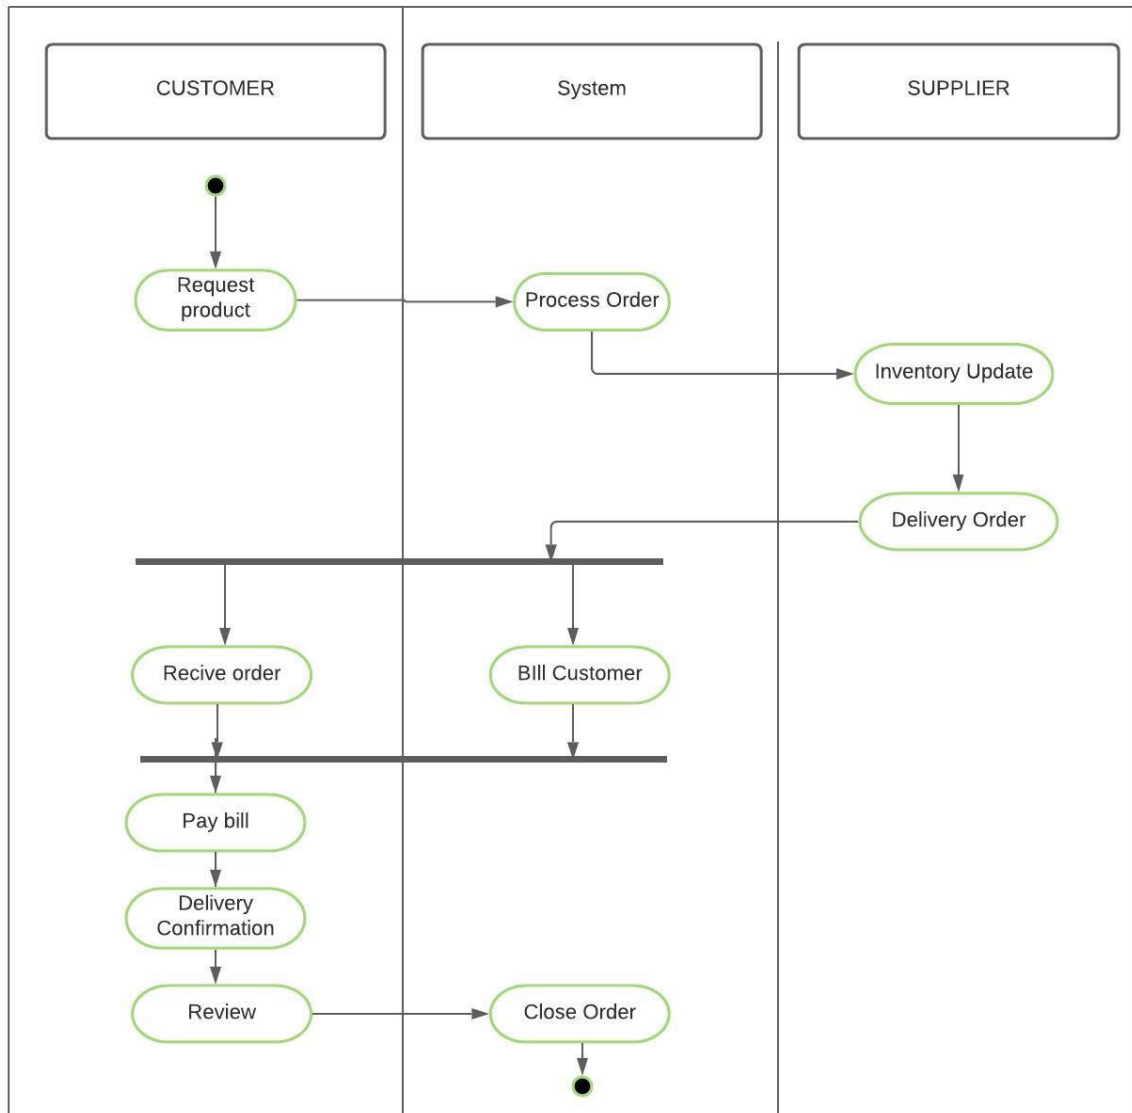 CUSTOMER
System
SUPPLIER
Request
product
Process Order
Inventory Update
Delivery Order
Recive order
BIll Customer
Pay bill
Delivery
Confirmation
Review
Close Order